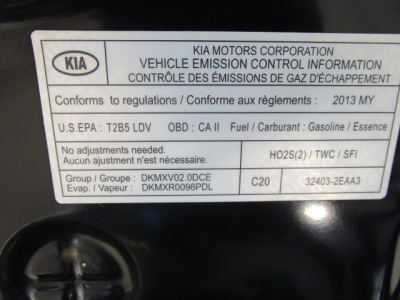 KIA
KIA MOTORS CORPORATION
VEHICLE EMISSION CONTROL INFORMATION
CONTRÔLE DES ÉMISSIONS DE GAZ D'ÉCHAPPEMENT
Conforms to regulations / Conforme aux règlements : 2013 MY
U.S.EPA : T2B5 LDV OBD : CA II Fuel / Carburant : Gasoline / Essence
No adjustments needed.
Aucun ajustment n'est nécessaire.
HO2S(2) / TWC / SFI
Group / Groupe : DKMXV02.0DCE
Evap. / Vapeur : DKMXR0096PDL
C20
32403-2EAA3